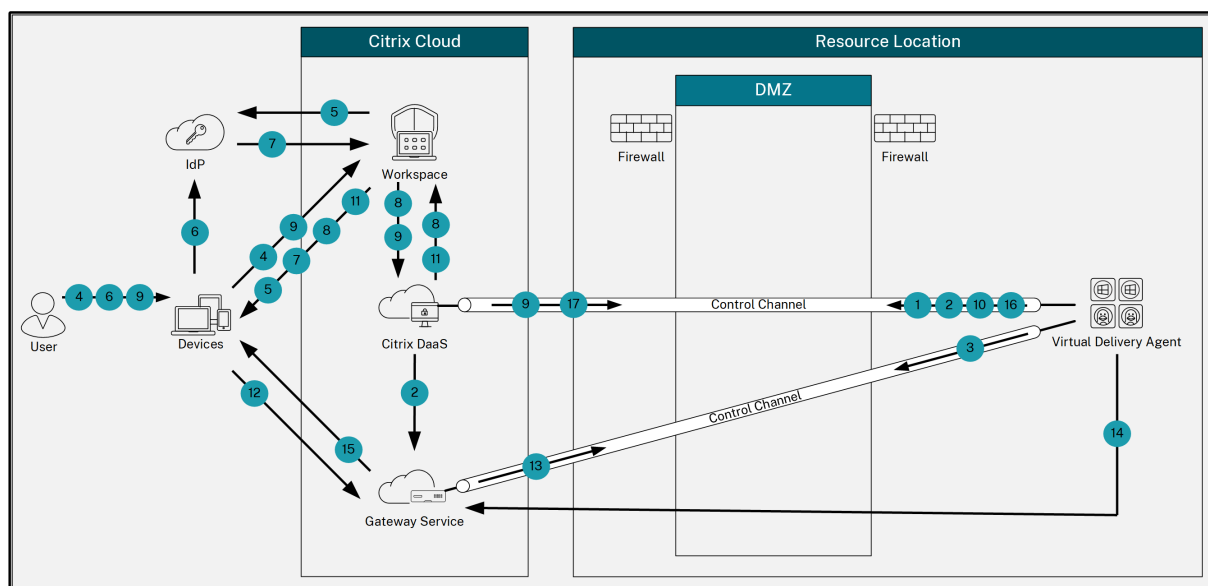 Citrix Cloud
Resource Location
DMZ
5
7
IdP
Workspace
Firewall
Firewall
6
4
9
11
8
7
5
8
9
8
11
4 6 9
User
Devices
Citrix DaaS
9 17
Control Channel
1 2 10 16
Virtual Delivery Agent
3
2
Control Channel
12
15
13
14
Gateway Service